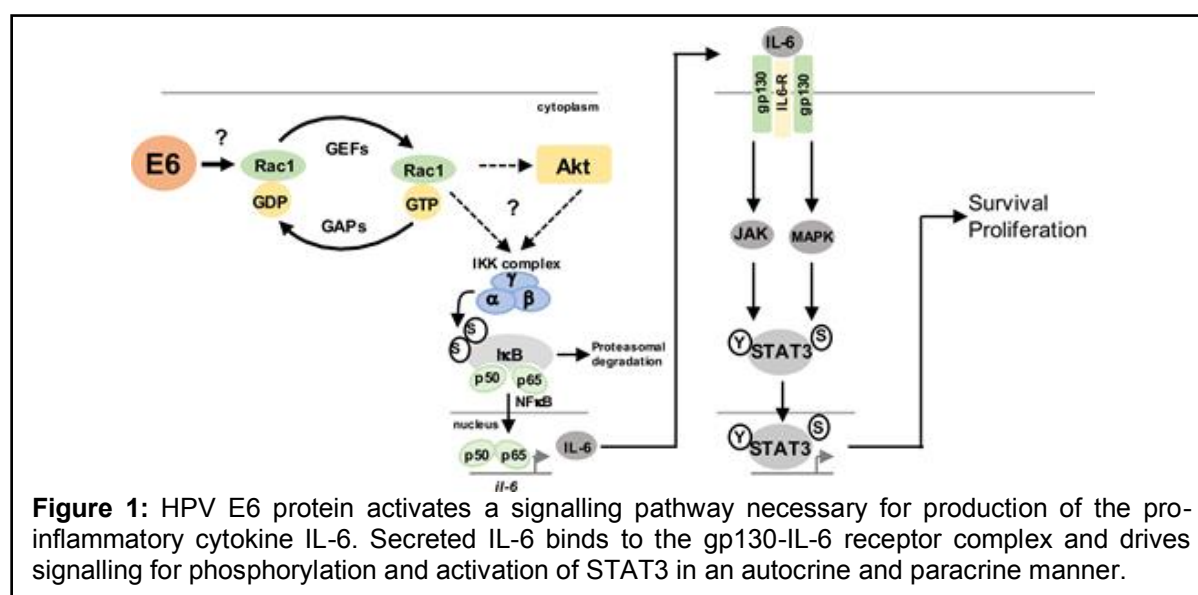 IL-6
gp130
IL6-R
gp130
cytoplasm
E6
?
Rac1
GDP
GEFs
GAPs
Rac1
GTP
?
Akt
IKK complex
γ
α
β
S
S
IκB
Proteasomal
degradation
p50
p65
NFκB
nucleus
p50
p65
IL-6
il-6
JAK
MAPK
Y
STAT3
S
Y
STAT3
S
Survival
Proliferation
Figure 1: HPV E6 protein activates a signalling pathway necessary for production of the pro-
inflammatory cytokine IL-6. Secreted IL-6 binds to the gp130-IL-6 receptor complex and drives
signalling for phosphorylation and activation of STAT3 in an autocrine and paracrine manner.